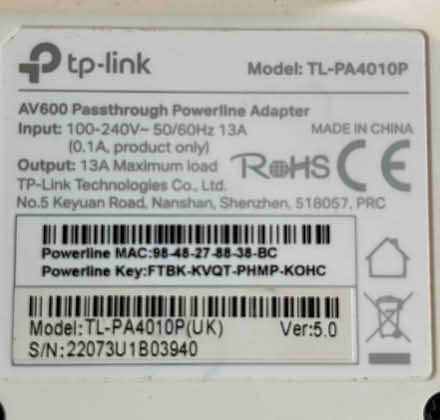 tp-link
Model: TL-PA4010P
AV600 Passthrough Powerline Adapter
Input: 100-240V~ 50/60Hz 13A
MADE IN CHINA
(0.1A, product only)
Output: 13A Maximum load
RoHS CE
TP-Link Technologies Co., Ltd.
No.5 Keyuan Road, Nanshan, Shenzhen, 518057, PRC
Powerline MAC:98-48-27-88-38-BC
Powerline Key:FTBK-KVQT-PHMP-KOHC
Model:TL-PA4010P(UK) Ver:5.0
S/N:22073U1B03940